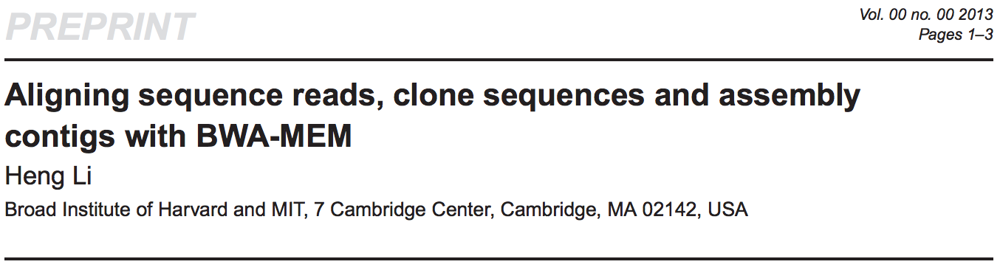 PREPRINT
Vol. 00 no. 00 2013
Pages 1–3
Aligning sequence reads, clone sequences and assembly
contigs with BWA-MEM
Heng Li
Broad Institute of Harvard and MIT, 7 Cambridge Center, Cambridge, MA 02142, USA